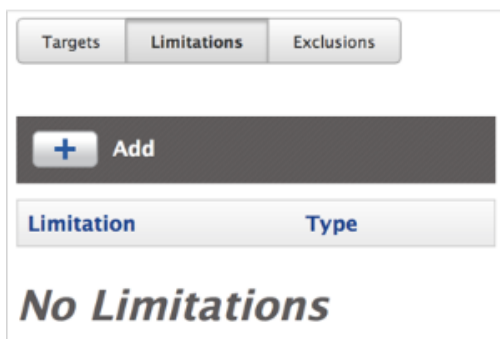 Targets Limitations Exclusions
+ Add
Limitation Type
No Limitations